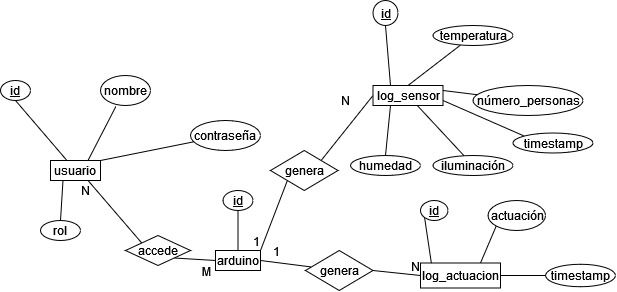 id
temperatura
nombre
id
log_sensor
N
número_personas
contraseña
timestamp
usuario
genera
humedad
iluminación
N
id
id
actuación
rol
accede
1
1
arduino
M
genera
N
log_actuacion
timestamp